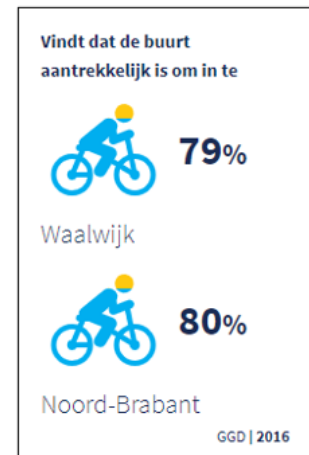 Vindt dat de buurt
aantrekkelijk is om in te
79%
Waalwijk
80%
Noord-Brabant
GGD | 2016